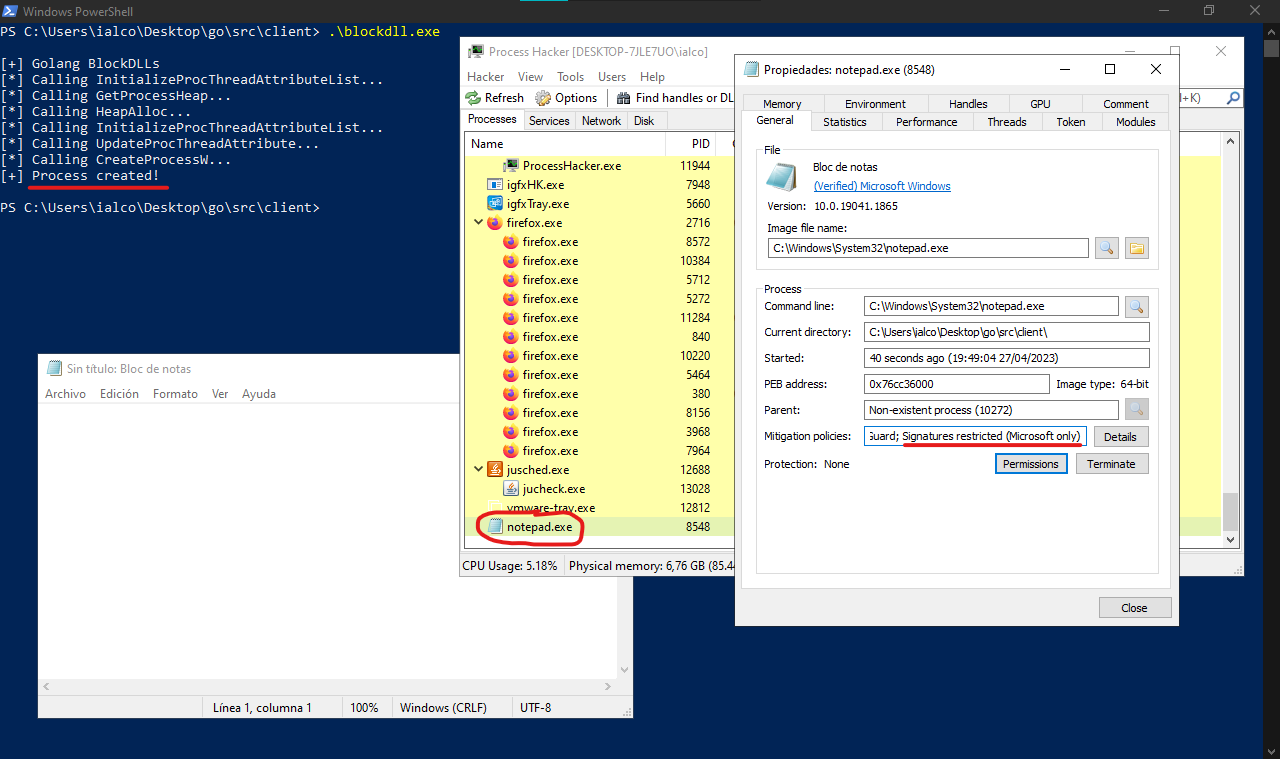 Windows PowerShell
PS C:\Users\ialco\Desktop\go\src\client> .\blockdll.exe
[+] Golang BlockDLLs
[*] Calling InitializeProcThreadAttributeList...
[*] Calling GetProcessHeap...
[*] Calling HeapAlloc...
[*] Calling InitializeProcThreadAttributeList...
[*] Calling UpdateProcThreadAttribute...
[*] Calling CreateProcessW...
[+] Process created!
PS C:\Users\ialco\Desktop\go\src\client>
Sin título: Bloc de notas
Archivo Edición Formato Ver Ayuda
Línea 1, columna 1 100% Windows (CRLF) UTF-8
Process Hacker [DESKTOP-7JLE7UO\ialco]
Hacker View Tools Users Help
Refresh Options Find handles or DL
l+K)
Processes Services Network Disk
Name PID
ProcessHacker.exe 11944
igfxHK.exe 7948
igfxTray.exe 5660
firefox.exe 2716
firefox.exe 8572
firefox.exe 10384
firefox.exe 5712
firefox.exe 5272
firefox.exe 11284
firefox.exe 840
firefox.exe 10220
firefox.exe 5464
firefox.exe 380
firefox.exe 8156
firefox.exe 3968
firefox.exe 7964
jusched.exe 12688
jucheck.exe 13028
vmware-tray.exe 12812
notepad.exe 8548
CPU Usage: 5.18% Physical memory: 6,76 GB (85.44
Propiedades: notepad.exe (8548)
Memory Environment Handles GPU Comment
General Statistics Performance Threads Token Modules
File
Bloc de notas
(Verified) Microsoft Windows
Version: 10.0.19041.1865
Image file name:
C:\Windows\System32\notepad.exe
Process
Command line: C:\Windows\System32\notepad.exe
Current directory: C:\Users\ialco\Desktop\go\src\client\
Started: 40 seconds ago (19:49:04 27/04/2023)
PEB address: 0x76cc36000 Image type: 64-bit
Parent: Non-existent process (10272)
Mitigation policies: Guard; Signatures restricted (Microsoft only) Details
Protection: None Permissions Terminate
Close